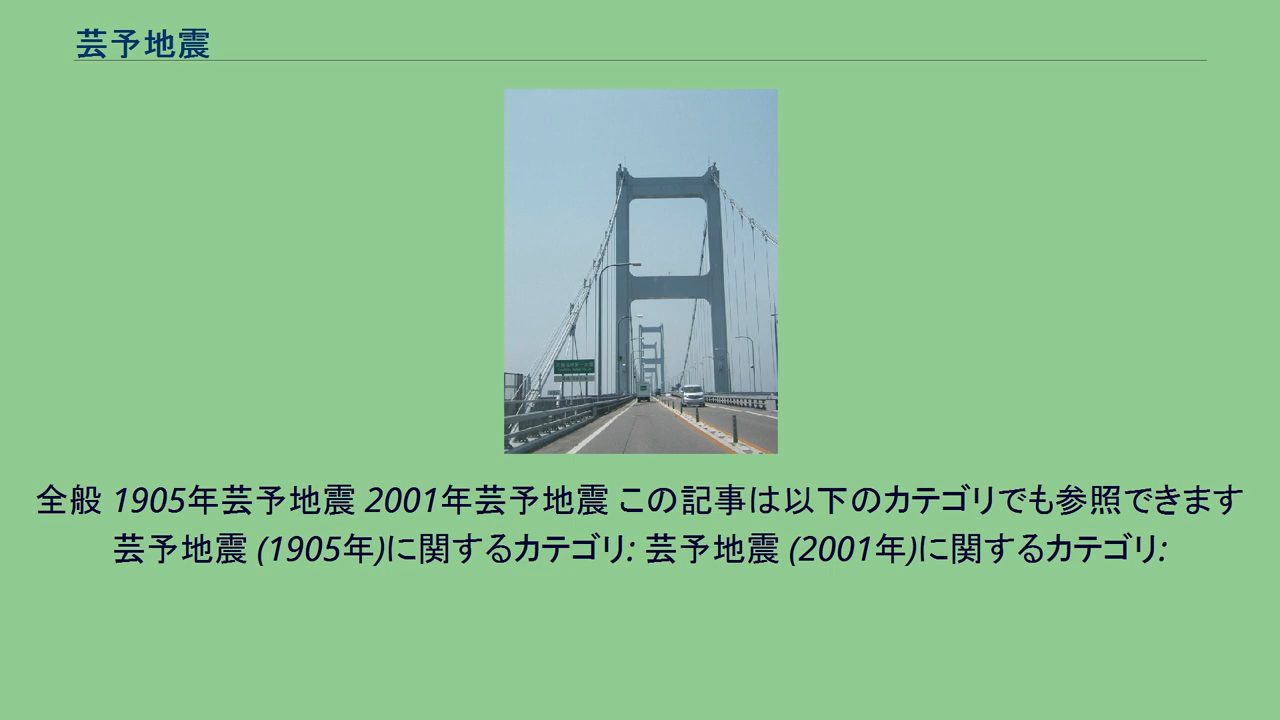 芸予地震
全般 1905年芸予地震 2001年芸予地震 この記事は以下のカテゴリでも参照できます
芸予地震 (1905年)に関するカテゴリ: 芸予地震 (2001年)に関するカテゴリ: